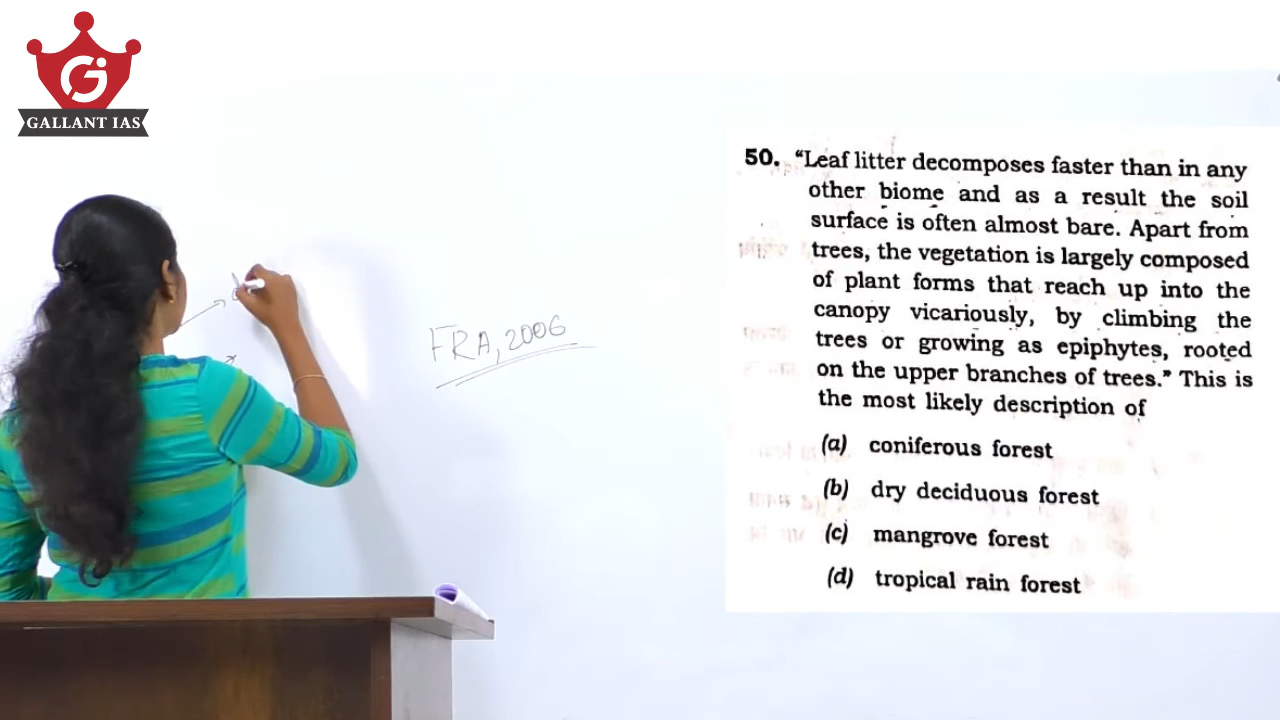 GALLANT IAS
FRA, 2006
50. “Leaf litter decomposes faster than in any
other biome and as a result the soil
surface is often almost bare. Apart from
trees, the vegetation is largely composed
of plant forms that reach up into the
canopy vicariously, by climbing the
trees or growing as epiphytes, rooted
on the upper branches of trees.” This is
the most likely description of
(a) coniferous forest
(b) dry deciduous forest
(c) mangrove forest
(d) tropical rain forest